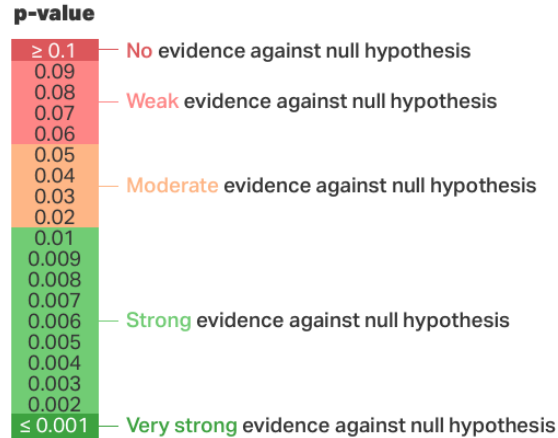 p-value
≥ 0.1 No evidence against null hypothesis
0.09
0.08
Weak evidence against null hypothesis
0.07
0.06
0.05
0.04
Moderate evidence against null hypothesis
0.03
0.02
0.01
0.009
0.008
0.007
0.006 Strong evidence against null hypothesis
0.005
0.004
0.003
0.002
≤ 0.001 Very strong evidence against null hypothesis